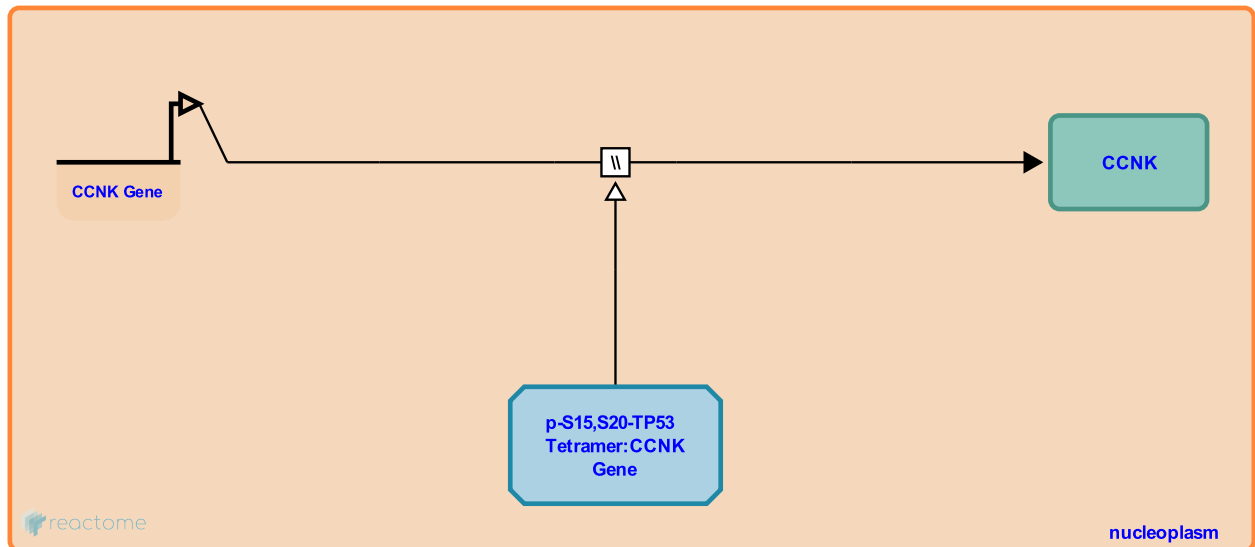 CCNK Gene
\\
CCNK
p-S15,S20-TP53
Tetramer:CCNK
Gene
reactome
nucleoplasm